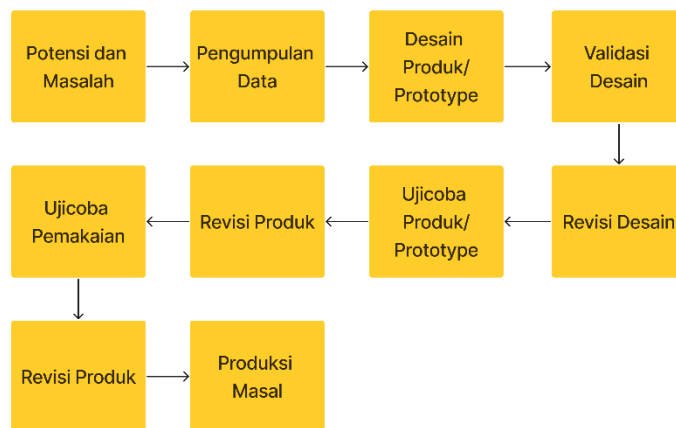 Potensi dan
Masalah
Pengumpulan
Data
Desain
Produk/
Prototype
Validasi
Desain
Revisi Desain
Ujicoba
Produk/
Prototype
Revisi Produk
Ujicoba
Pemakaian
Revisi Produk
Produksi
Masal